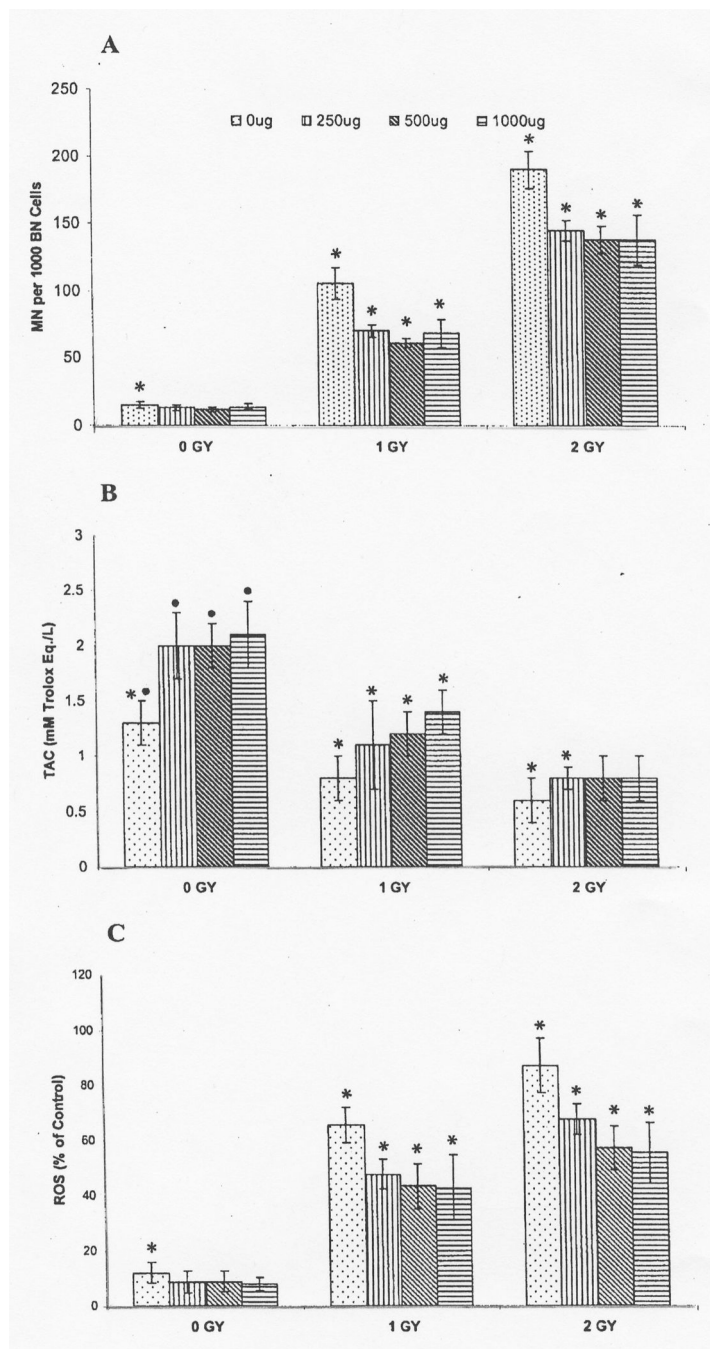 A
250
200
150
100
50
0
MN per 1000 BN Cells
0ug 250ug 500ug 1000ug
*
*
* * *
*
* * *
0 GY 1 GY 2 GY
B
3
2.5
2
1.5
1
0.5
0
TAC (mM Trolox Eq./L)
*• • • •
* * * *
* *
0 GY 1 GY 2 GY
C
120
100
80
60
40
20
0
ROS (% of Control)
*
* * * *
* * * *
0 GY 1 GY 2 GY